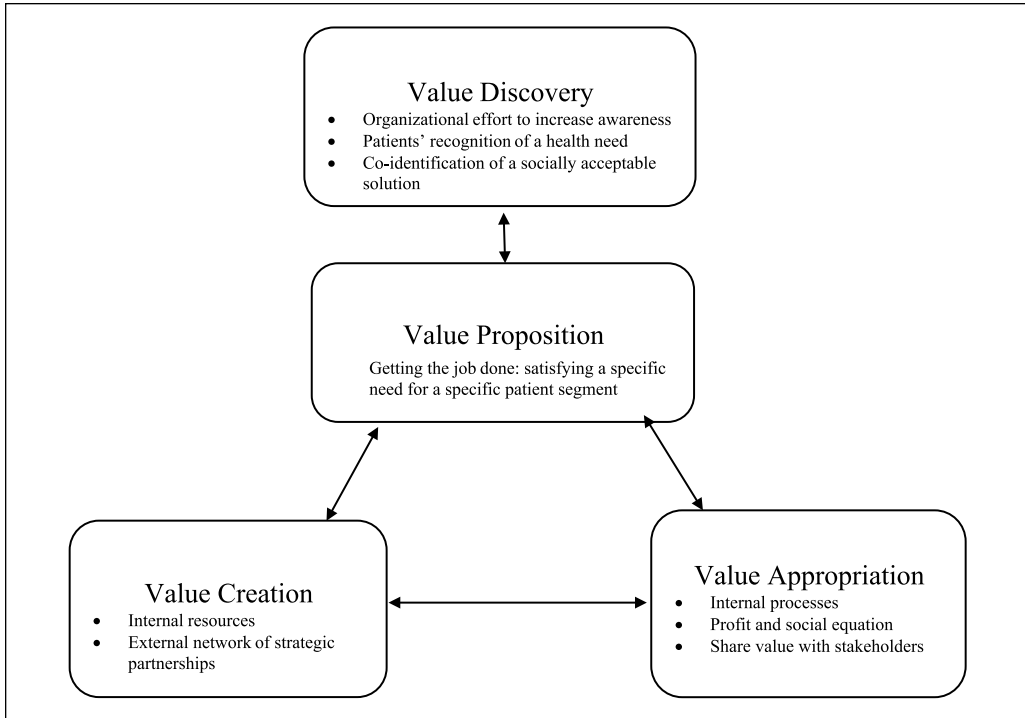 Value Discovery
• Organizational effort to increase awareness
• Patients’ recognition of a health need
• Co-identification of a socially acceptable
solution
Value Proposition
Getting the job done: satisfying a specific
need for a specific patient segment
Value Creation
• Internal resources
• External network of strategic
partnerships
Value Appropriation
• Internal processes
• Profit and social equation
• Share value with stakeholders